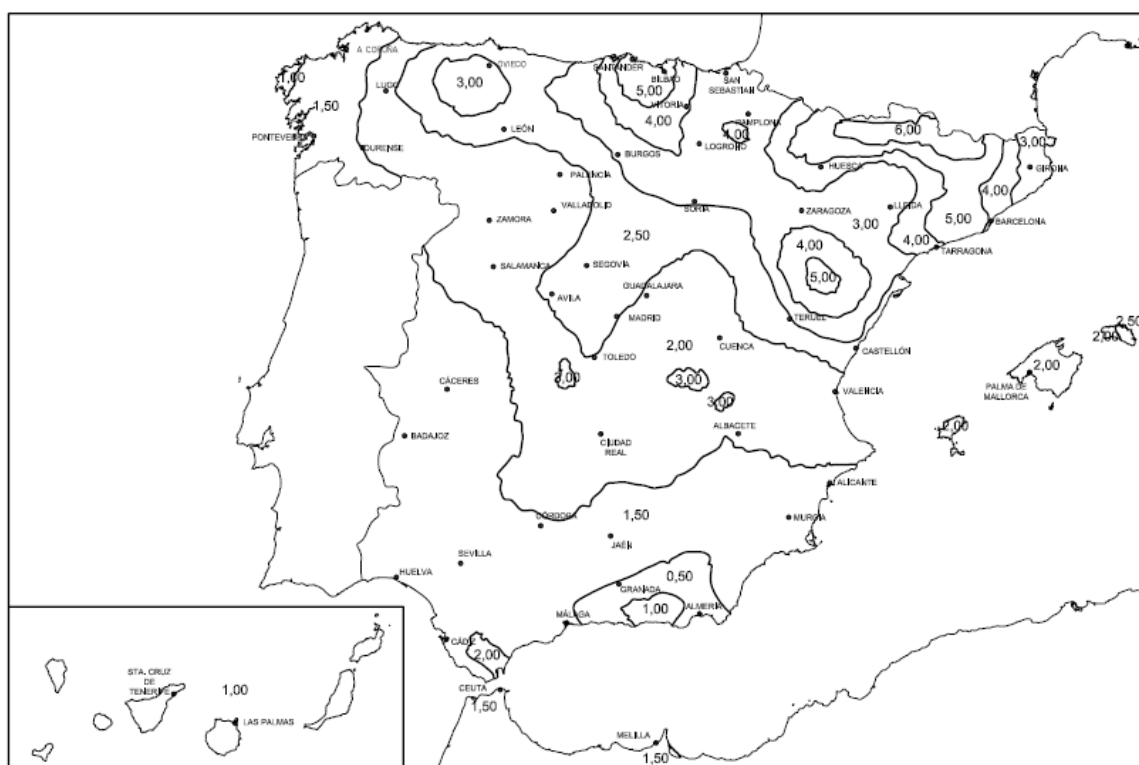 A CORUÑA
OVIECO
SANTANDER
BILBAO
SAN
SEBASTIAN
1,00
LUGO
3,00
5,00
1,50
VITORIA
4,00
PAMPLONA
6,00
PONTEVEDRA
LEÓN
1,00
3,00
OURENSE
LOGROÑO
BURGOS
HUESCA
GIRONA
PALENCIA
4,00
VALLADOLID
SORIA
ZARAGOZA
LLEIDA
5,00
BARCELONA
ZAMORA
3,00
2,50
4,00
4,00
TARRAGONA
SALAMANCA
SEGOVIA
5,00
GUADALAJARA
AVILA
MADRID
TERUEL
2,50
2,00
CUENCA
2,00
CASTELLÓN
TOLEDO
2,00
3,00
3,00
CÁCERES
PALMA DE
MALLORCA
VALENCIA
3,00
2,00
BADAJOZ
CIUDAD
REAL
ALBACETE
ALICANTE
1,50
CÓRDOBA
MURCIA
JAÉN
SEVILLA
HUELVA
0,50
GRANADA
1,00
ALMERÍA
MÁLAGA
CÁDIZ
2,00
CEUTA
1,50
MELILLA
1,50
STA. CRUZ
DE
TENERIFE
1,00
LAS PALMAS